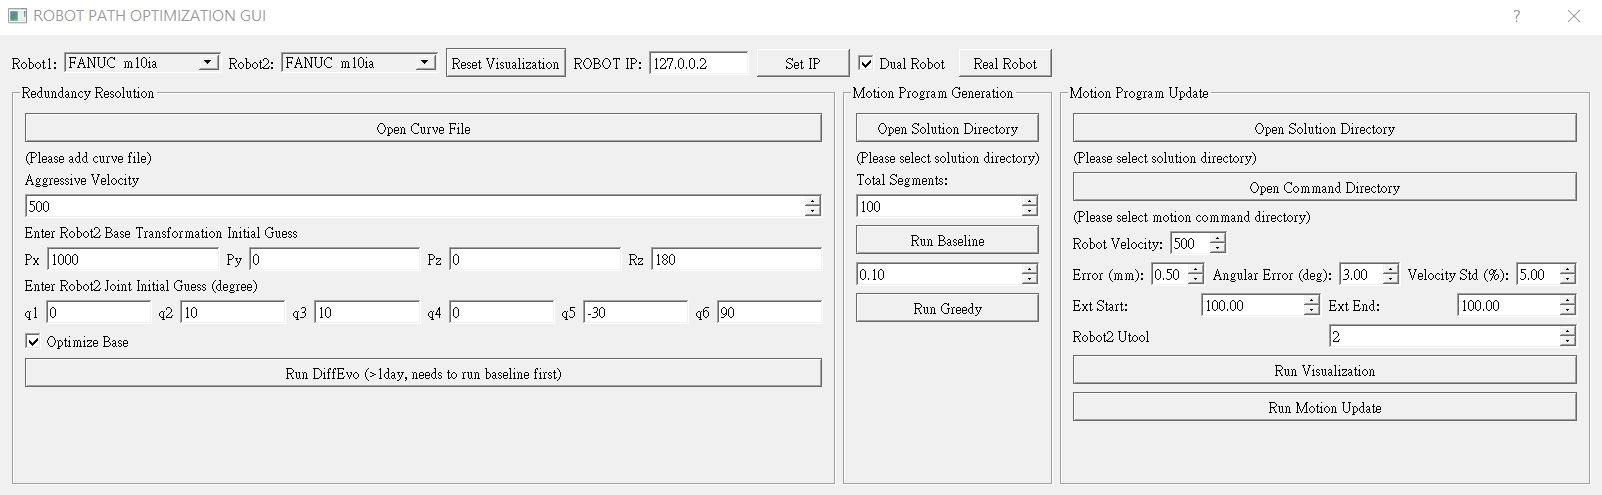 ROBOT PATH OPTIMIZATION GUI
Robot1: FANUC m10ia Robot2: FANUC m10ia Reset Visualization ROBOT IP: 127.0.0.2 Set IP Dual Robot Real Robot
Redundancy Resolution
Open Curve File
(Please add curve file)
Aggressive Velocity
500
Enter Robot2 Base Transformation Initial Guess
Px 1000 Py 0 Pz 0 Rz 180
Enter Robot2 Joint Initial Guess (degree)
q1 0 q2 10 q3 10 q4 0 q5 -30 q6 90
Optimize Base
Run DiffEvo (>1day, needs to run baseline first)
Motion Program Generation
Open Solution Directory
(Please select solution directory)
Total Segments:
100
Run Baseline
0.10
Run Greedy
Motion Program Update
Open Solution Directory
(Please select solution directory)
Open Command Directory
(Please select motion command directory)
Robot Velocity: 500
Error (mm): 0.50 Angular Error (deg): 3.00 Velocity Std (%): 5.00
Ext Start: 100.00 Ext End: 100.00
Robot2 Utool 2
Run Visualization
Run Motion Update